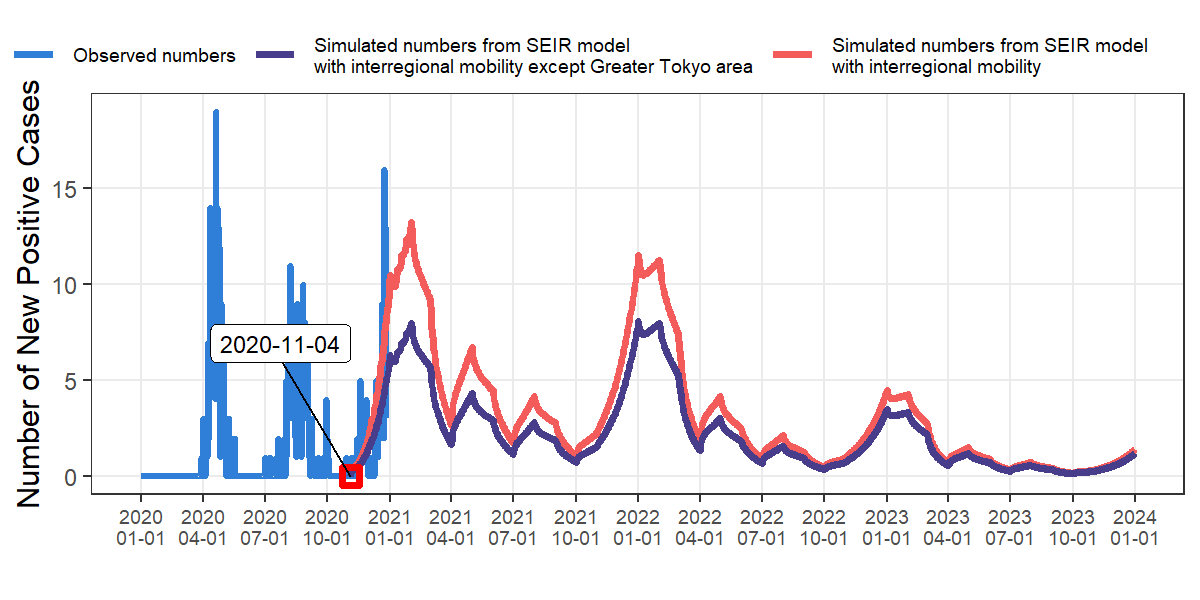 Observed numbers
Simulated numbers from SEIR model
with interregional mobility except Greater Tokyo area
Simulated numbers from SEIR model
with interregional mobility
Number of New Positive Cases
15
10
5
0
2020-11-04
2020 2020 2020 2020 2021 2021 2021 2021 2022 2022 2022 2022 2023 2023 2023 2023 2024
01-01 04-01 07-01 10-01 01-01 04-01 07-01 10-01 01-01 04-01 07-01 10-01 01-01 04-01 07-01 10-01 01-01